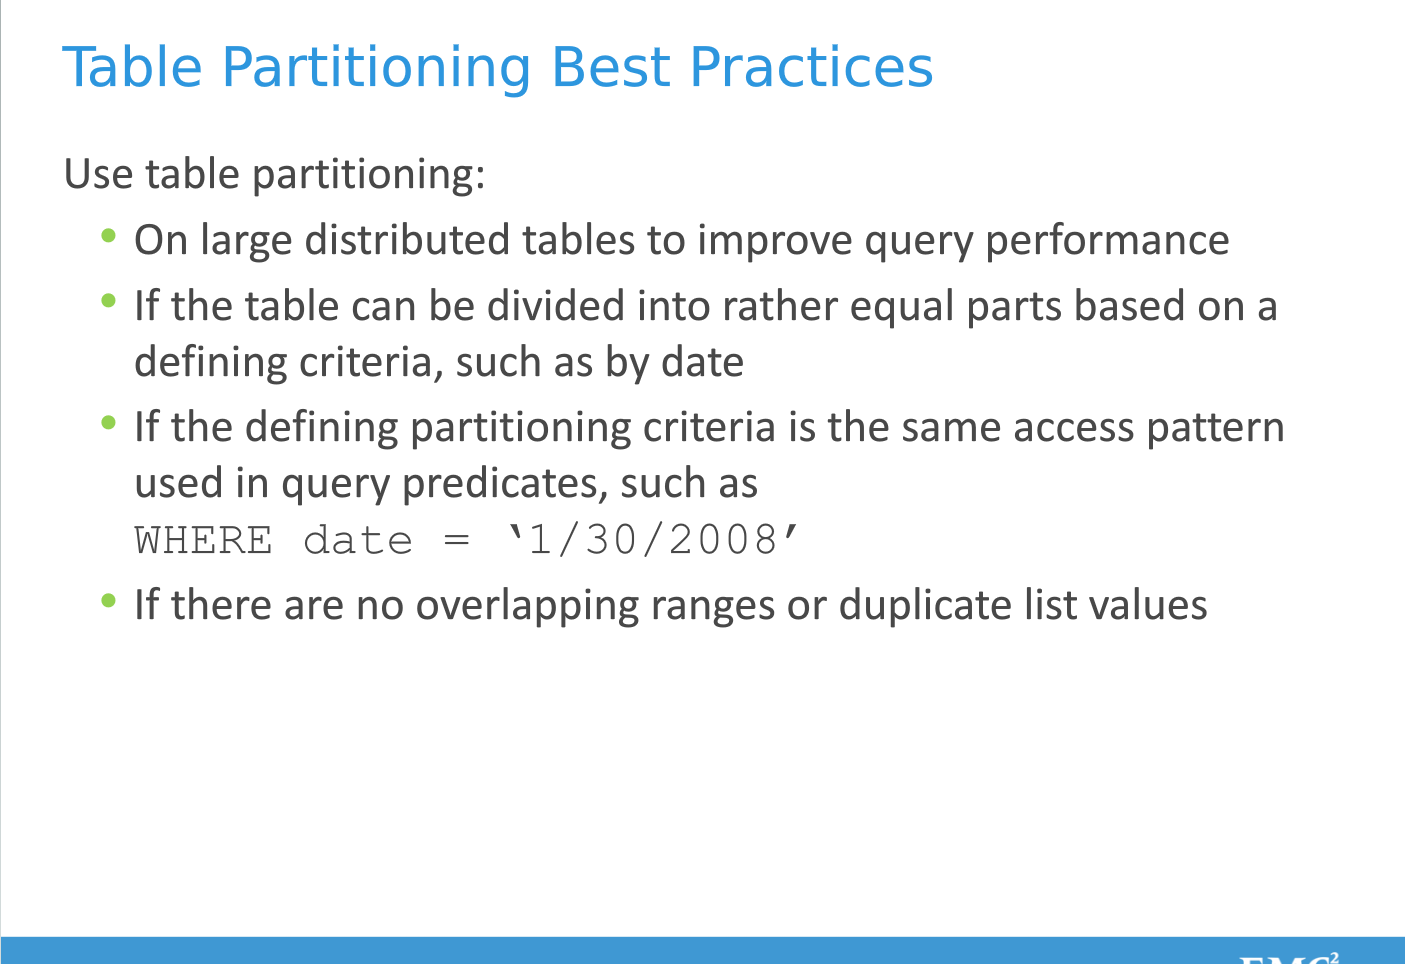 Table Partitioning Best Practices
Use table partitioning:
• On large distributed tables to improve query performance
• If the table can be divided into rather equal parts based on a
defining criteria, such as by date
• If the defining partitioning criteria is the same access pattern
used in query predicates, such as
WHERE date = ‘1/30/2008’
• If there are no overlapping ranges or duplicate list values
EMC²